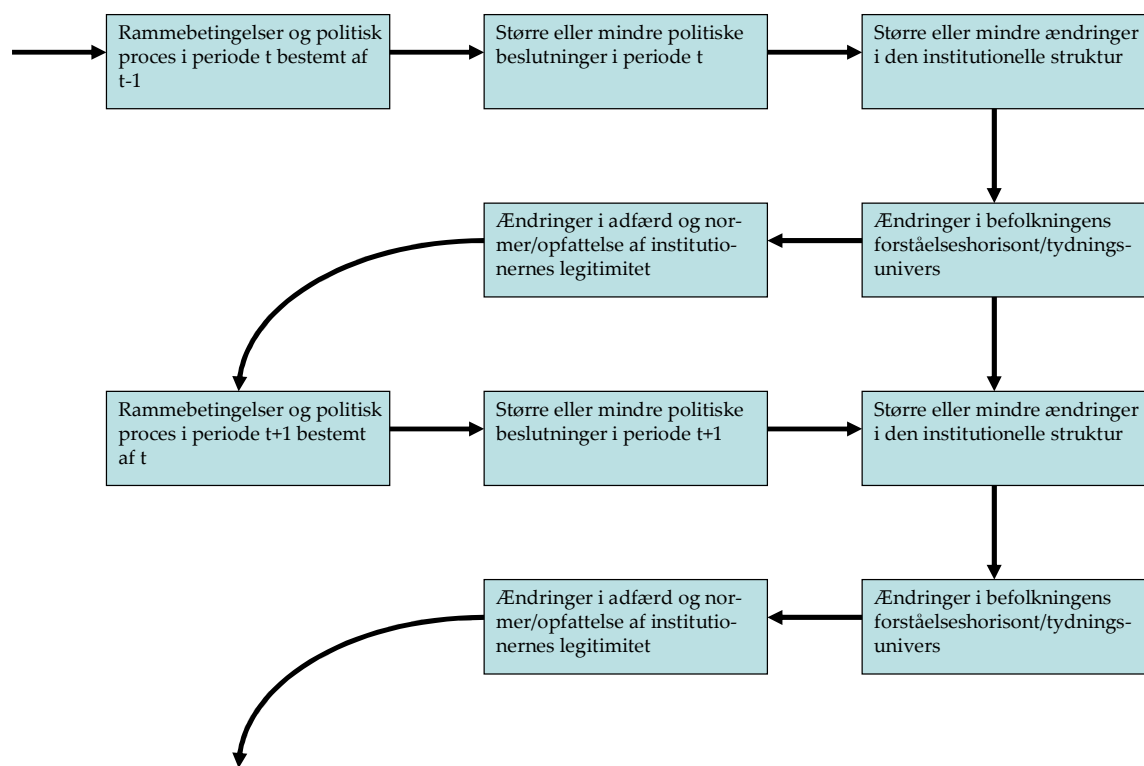 Rammebetingelser og politisk
proces i periode t bestemt af
t-1
Større eller mindre politiske
beslutninger i periode t
Større eller mindre ændringer
i den institutionelle struktur
Ændringer i adfærd og nor-
mer/opfattelse af institutio-
nernes legitimitet
Ændringer i befolkningens
forståelseshorisont/tydnings-
univers
Rammebetingelser og politisk
proces i periode t+1 bestemt
af t
Større eller mindre politiske
beslutninger i periode t+1
Større eller mindre ændringer
i den institutionelle struktur
Ændringer i adfærd og nor-
mer/opfattelse af institutio-
nernes legitimitet
Ændringer i befolkningens
forståelseshorisont/tydnings-
univers